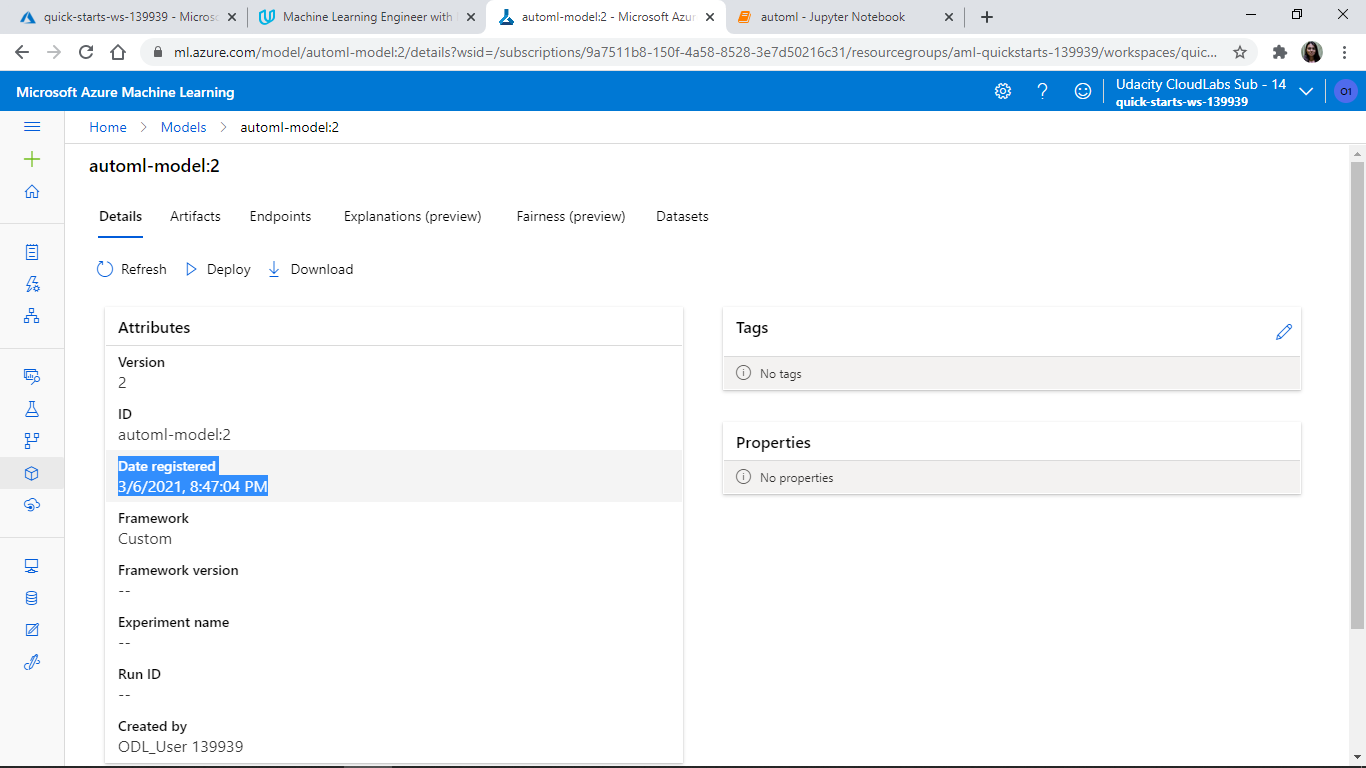 quick-starts-ws-139939 - Microsc
Machine Learning Engineer with
automl-model:2 - Microsoft Azur
automl - Jupyter Notebook
ml.azure.com/model/automl-model:2/details?wsid=/subscriptions/9a7511b8-150f-4a58-8528-3e7d50216c31/resourcegroups/aml-quickstarts-139939/workspaces/quic...
Microsoft Azure Machine Learning
Udacity CloudLabs Sub - 14
quick-starts-ws-139939
O1
Home > Models > automl-model:2
automl-model:2
Details Artifacts Endpoints Explanations (preview) Fairness (preview) Datasets
Refresh Deploy Download
Attributes
Version
2
ID
automl-model:2
Date registered
3/6/2021, 8:47:04 PM
Framework
Custom
Framework version
--
Experiment name
--
Run ID
--
Created by
ODL_User 139939
Tags
No tags
Properties
No properties